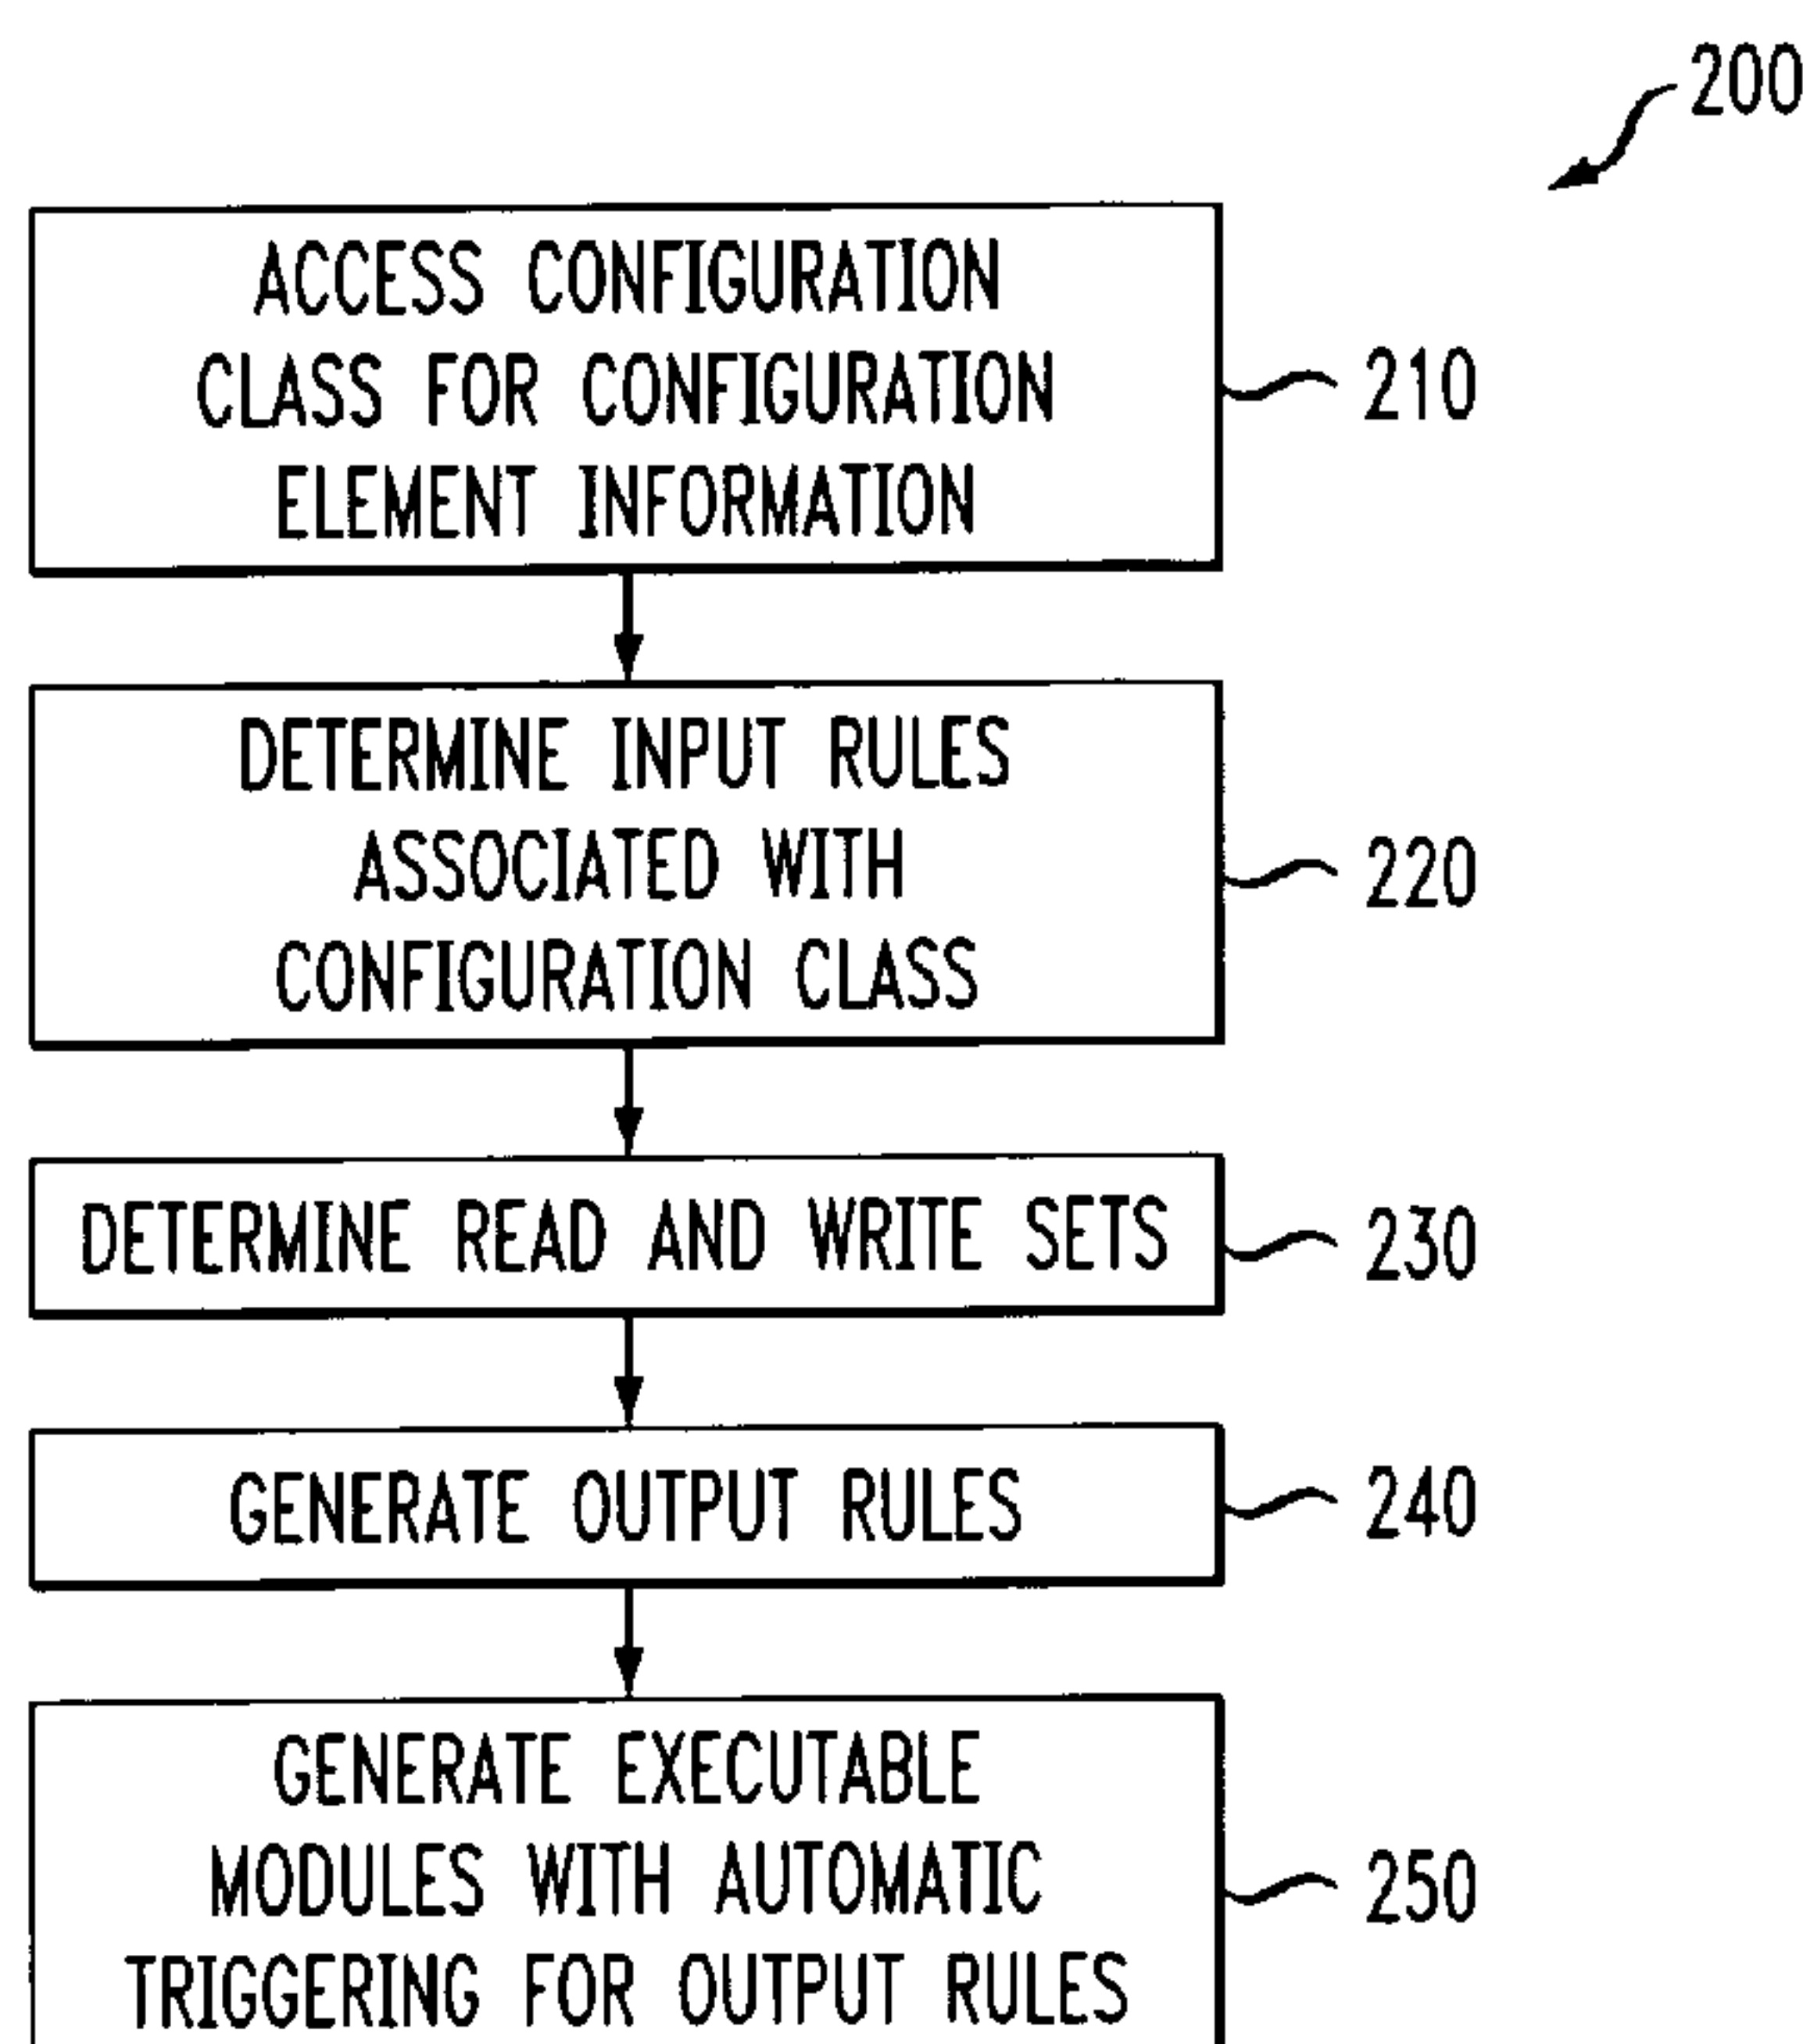 200
ACCESS CONFIGURATION
CLASS FOR CONFIGURATION
ELEMENT INFORMATION
210
DETERMINE INPUT RULES
ASSOCIATED WITH
CONFIGURATION CLASS
220
DETERMINE READ AND WRITE SETS
230
GENERATE OUTPUT RULES
240
GENERATE EXECUTABLE
MODULES WITH AUTOMATIC
TRIGGERING FOR OUTPUT RULES
250